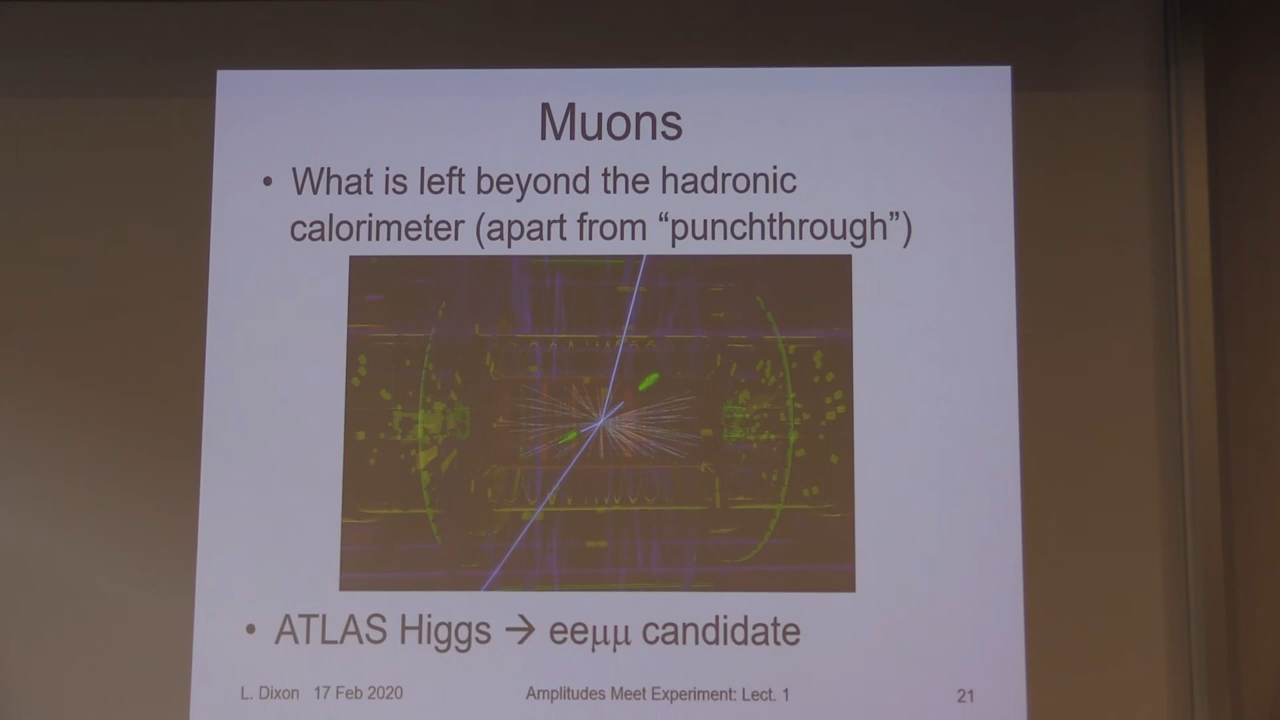 Muons
• What is left beyond the hadronic
calorimeter (apart from “punchthrough”)
• ATLAS Higgs → eeμμ candidate
L. Dixon 17 Feb 2020 Amplitudes Meet Experiment: Lect. 1 21